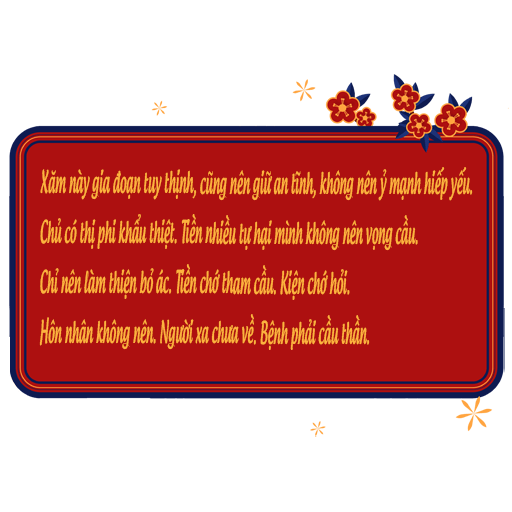 Xăm này gia đoạn tuy thịnh, cũng nên giữ an tĩnh, không nên ỷ mạnh hiếp yếu.
Chủ có thị phi khẩu thiệt. Tiền nhiều tự hại mình không nên vọng cầu.
Chỉ nên làm thiện bỏ ác. Tiền chớ tham cầu. Kiện chớ hỏi.
Hôn nhân không nên. Người xa chưa về. Bệnh phải cầu thần.